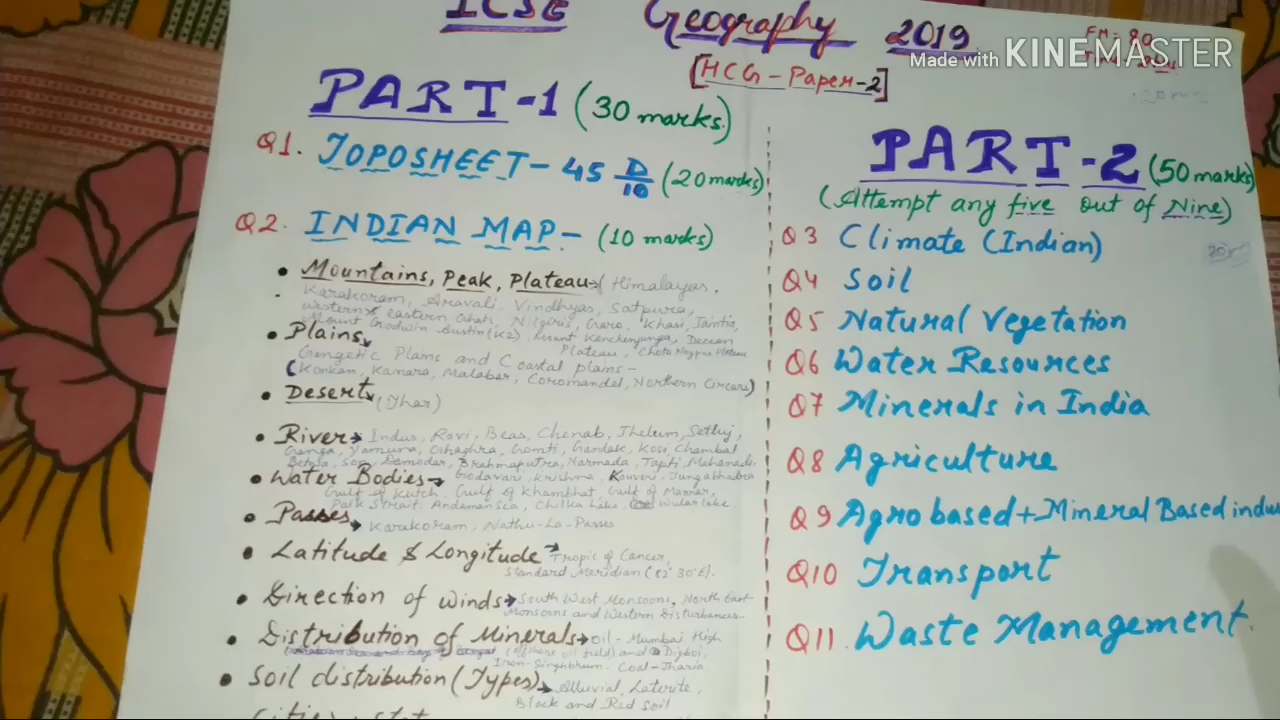 ICSE Geography 2019
[HCG-Paper-2]
FM-80
Made with KINEMASTER
PART-1 (30 marks)
Q1. TOPOSHEET- 45 D/10 (20 marks)
Q2. INDIAN MAP- (10 marks)
• Mountains, Peak, Plateau→(Himalayas,
Karakoram, Aravali, Vindhyas, Satpura,
Western & eastern Ghats, Nilgiris, Garo, Khasi, Jaintia,
Mount Godwin Austin (K2), Mount Kanchenjunga, Deccan
Plateau, Chota Nagpur Plateau
• Plains
Gangetic Plains and Coastal plains-
(Konkan, Kanara, Malabar, Coromandel, Northern Circars)
• Desert (Thar)
• River→ Indus, Ravi, Beas, Chenab, Jhelum, Setluj,
Ganga, Yamuna, Ghaghra, Gomti, Gandak, Kosi, Chambal
Betwa, Son, Damodar, Brahmaputra, Narmada, Tapti, Mahanadi
• Water Bodies→ Godavari, Krishna, Kauveri, Tungabhadra
Gulf of Kutch, Gulf of Khambhat, Gulf of Mannar,
Palk Strait, Andaman Sea, Chilka Lake, Wular lake
• Passes→ Karakoram, Nathu-La-Passes
• Latitude & Longitude→ Tropic of Cancer,
Standard Meridian (82° 30'E).
• Direction of winds→ South West Monsoons, North East
Monsoons and Western Disturbances.
• Distribution of Minerals→ oil - Mumbai High
(offshore oil field) and Digboi,
Iron-Singhbhum. Coal-Jharia
• Soil distribution (Types)→ Alluvial, Laterite,
Black and Red Soil
PART-2 (50 marks)
(Attempt any five out of Nine)
Q3 Climate (Indian)
Q4 Soil
Q5 Natural Vegetation
Q6 Water Resources
Q7 Minerals in India
Q8 Agriculture
Q9 Agro based + Mineral Based indus
Q10 Transport
Q11. Waste Management.